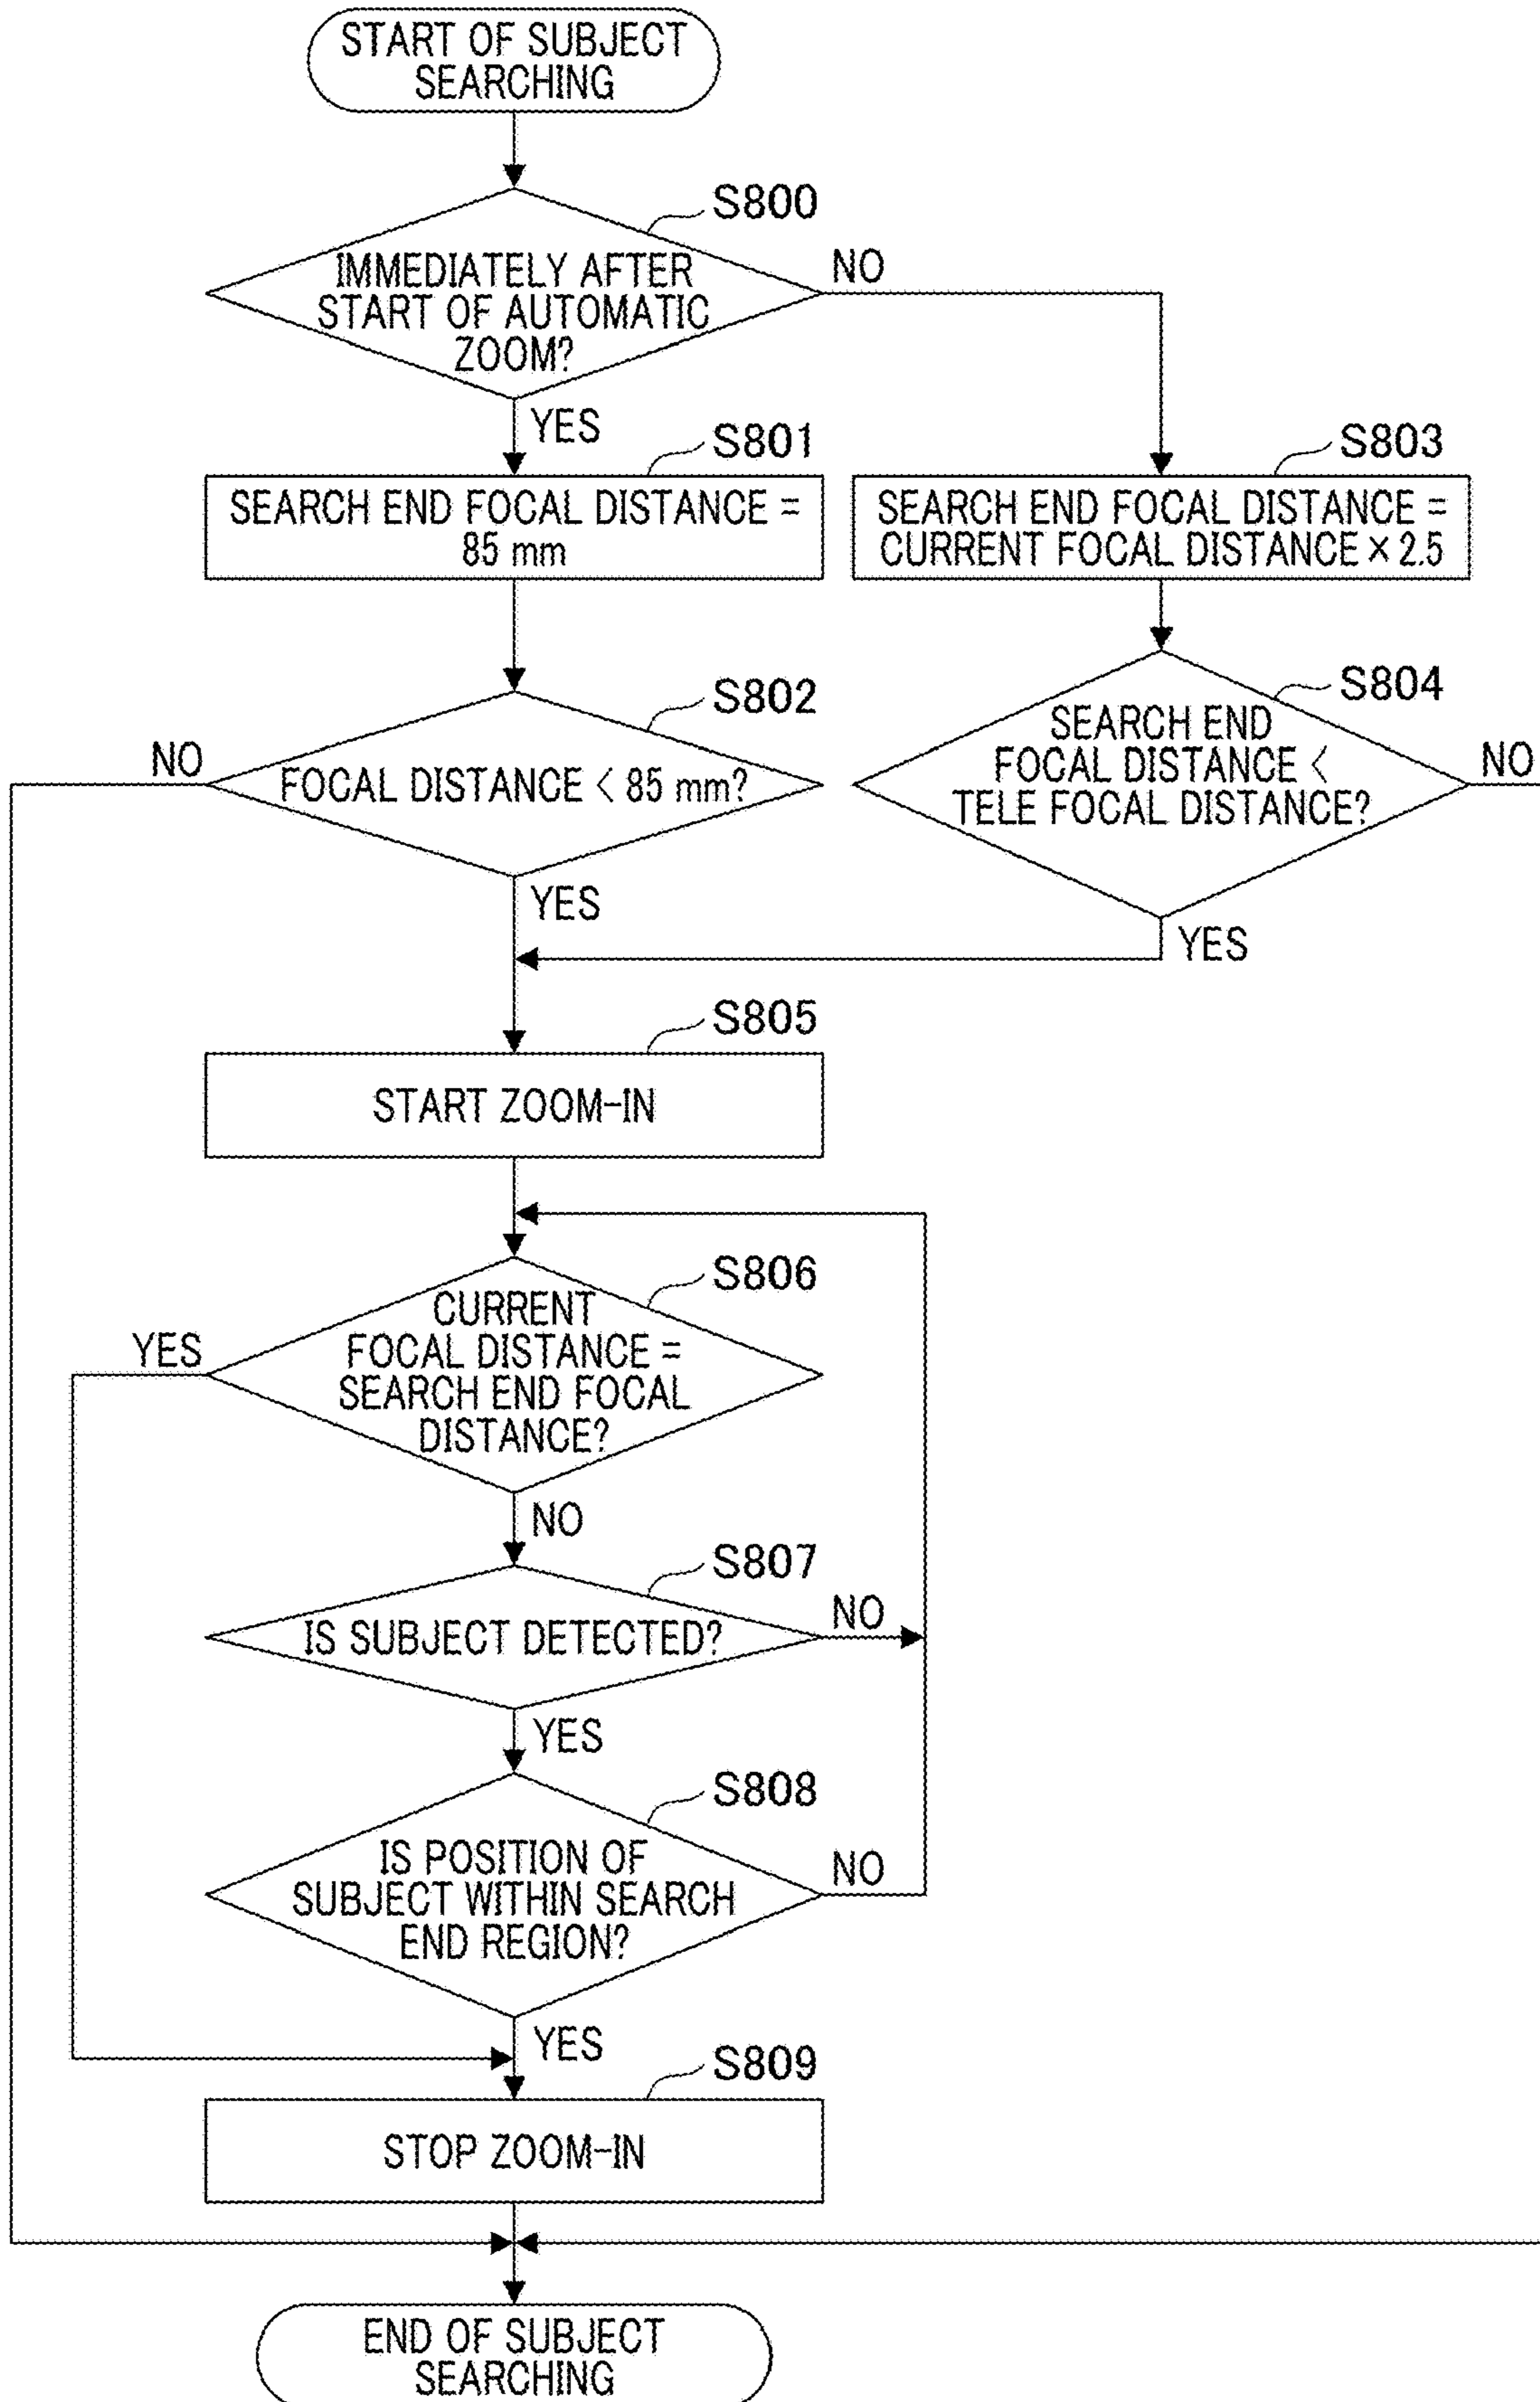 START OF SUBJECT
SEARCHING
S800
IMMEDIATELY AFTER
START OF AUTOMATIC
ZOOM?
NO
YES
S801
SEARCH END FOCAL DISTANCE =
85 mm
S803
SEARCH END FOCAL DISTANCE =
CURRENT FOCAL DISTANCE × 2.5
S802
NO
FOCAL DISTANCE < 85 mm?
YES
S804
SEARCH END
FOCAL DISTANCE <
TELE FOCAL DISTANCE?
NO
YES
S805
START ZOOM-IN
S806
CURRENT
FOCAL DISTANCE =
SEARCH END FOCAL
DISTANCE?
YES
NO
S807
IS SUBJECT DETECTED?
NO
YES
S808
IS POSITION OF
SUBJECT WITHIN SEARCH
END REGION?
NO
YES
S809
STOP ZOOM-IN
END OF SUBJECT
SEARCHING